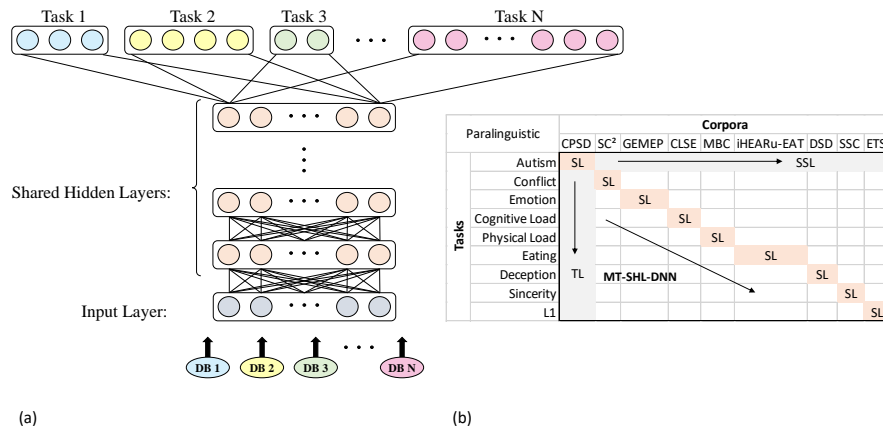 Task 1 Task 2 Task 3 Task N
Shared Hidden Layers:
Input Layer:
DB 1 DB 2 DB 3 DB N
(a)
Paralinguistic Corpora
CPSD SC² GEMEP CLSE MBC iHEARu-EAT DSD SSC ETS
Tasks
Autism SL SSL
Conflict SL
Emotion SL
Cognitive Load SL
Physical Load SL
Eating SL
Deception TL MT-SHL-DNN SL
Sincerity SL
L1 SL
(b)